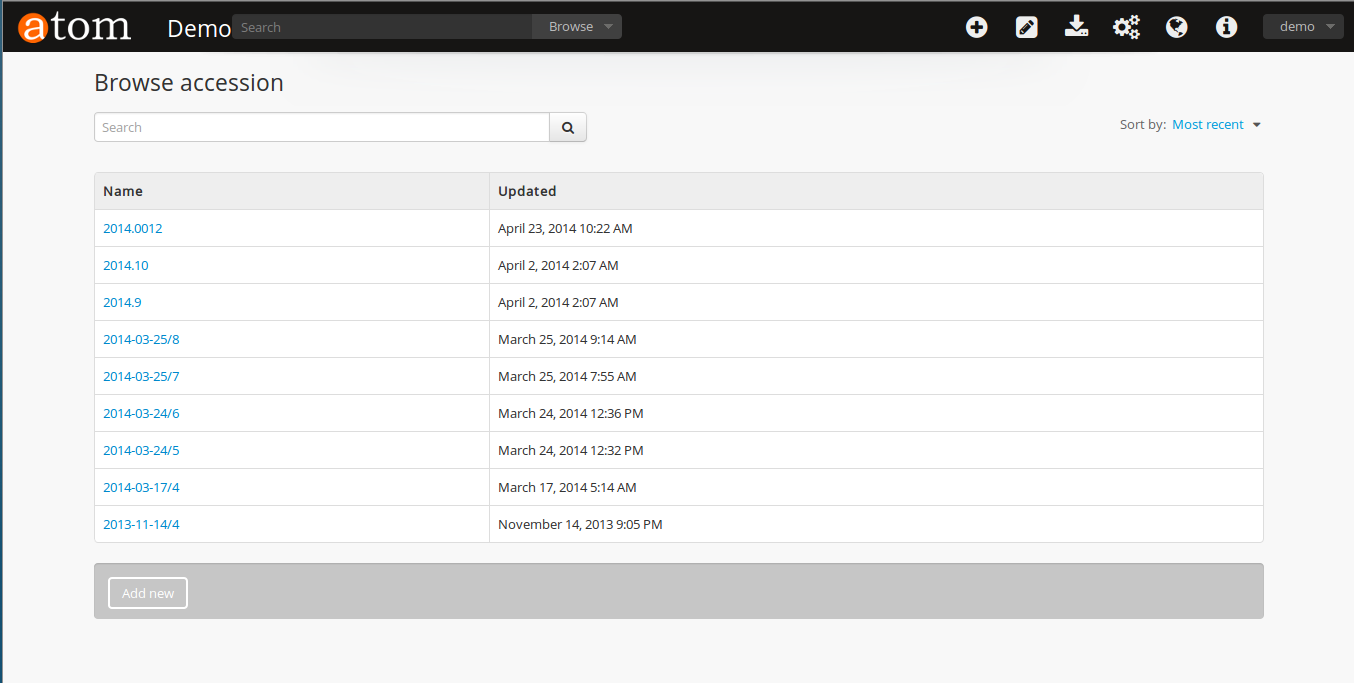 atom Demo Search Browse demo
Browse accession
Search
Sort by: Most recent
Name Updated
2014.0012 April 23, 2014 10:22 AM
2014.10 April 2, 2014 2:07 AM
2014.9 April 2, 2014 2:07 AM
2014-03-25/8 March 25, 2014 9:14 AM
2014-03-25/7 March 25, 2014 7:55 AM
2014-03-24/6 March 24, 2014 12:36 PM
2014-03-24/5 March 24, 2014 12:32 PM
2014-03-17/4 March 17, 2014 5:14 AM
2013-11-14/4 November 14, 2013 9:05 PM
Add new